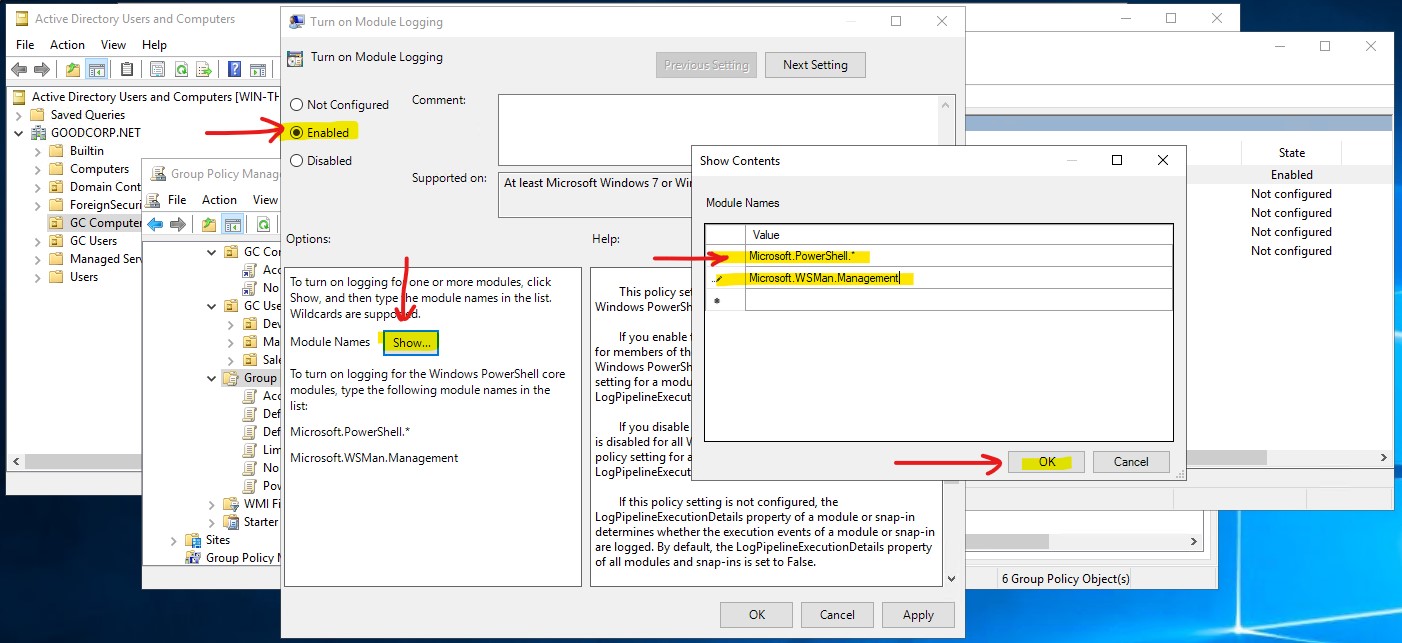 Active Directory Users and Computers
File Action View Help
Active Directory Users and Computers [WIN-TH
Saved Queries
GOODCORP.NET
Builtin
Computers
Domain Cont
ForeignSecuri
GC Compute
GC Users
Managed Serv
Users
Group Policy Manag
File Action View
GC Co
Acc
No
GC Use
Dev
Ma
Sale
Group
Acc
Def
Def
Lim
No
Pov
WMI Fi
Starter
Sites
Group Policy M
Turn on Module Logging
Turn on Module Logging
Previous Setting Next Setting
Not Configured
Enabled
Disabled
Comment:
Supported on:
At least Microsoft Windows 7 or Win
Options:
Help:
To turn on logging for one or more modules, click
Show, and then type the module names in the list.
Wildcards are supported.
Module Names Show...
To turn on logging for the Windows PowerShell core
modules, type the following module names in the
list:
Microsoft.PowerShell.*
Microsoft.WSMan.Management
This policy set
Windows PowerSh
If you enable t
for members of th
Windows PowerSh
setting for a modu
LogPipelineExecut
If you disable
is disabled for all W
policy setting for a
LogPipelineExecut
If this policy setting is not configured, the
LogPipelineExecutionDetails property of a module or snap-in
determines whether the execution events of a module or snap-in
are logged. By default, the LogPipelineExecutionDetails property
of all modules and snap-ins is set to False.
OK Cancel Apply
Show Contents
Module Names
Value
Microsoft.PowerShell.*
Microsoft.WSMan.Management
OK Cancel
State
Enabled
Not configured
Not configured
Not configured
Not configured
6 Group Policy Object(s)